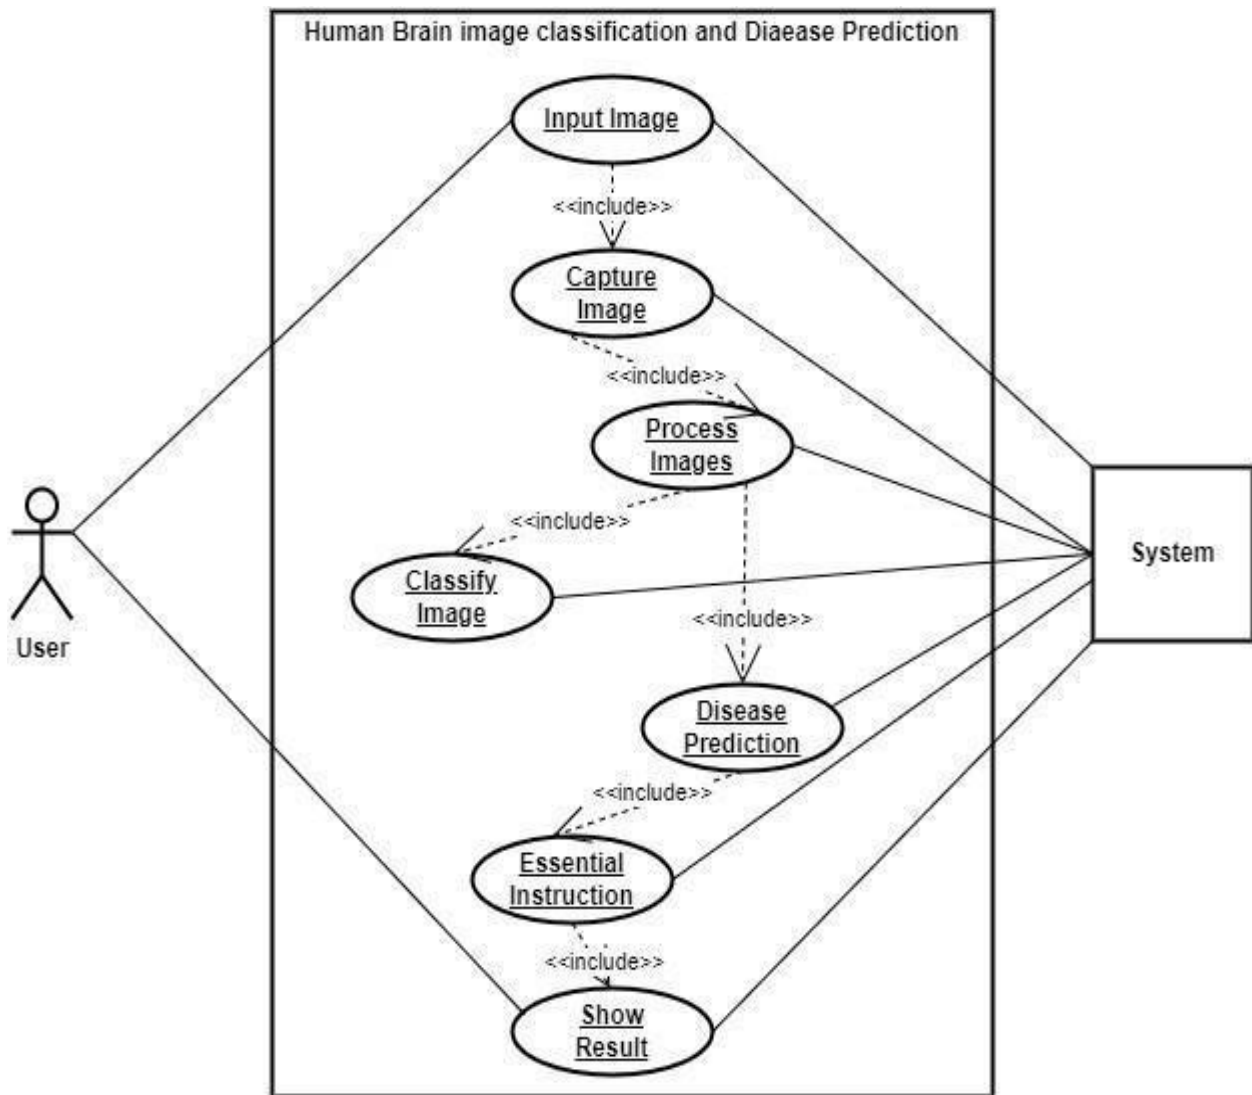 Human Brain image classification and Diaease Prediction
Input Image
<<include>>
Capture
Image
<<include>>
Process
Images
<<include>>
Classify
Image
System
<<include>>
User
Disease
Prediction
<<include>>
Essential
Instruction
<<include>>
Show
Result